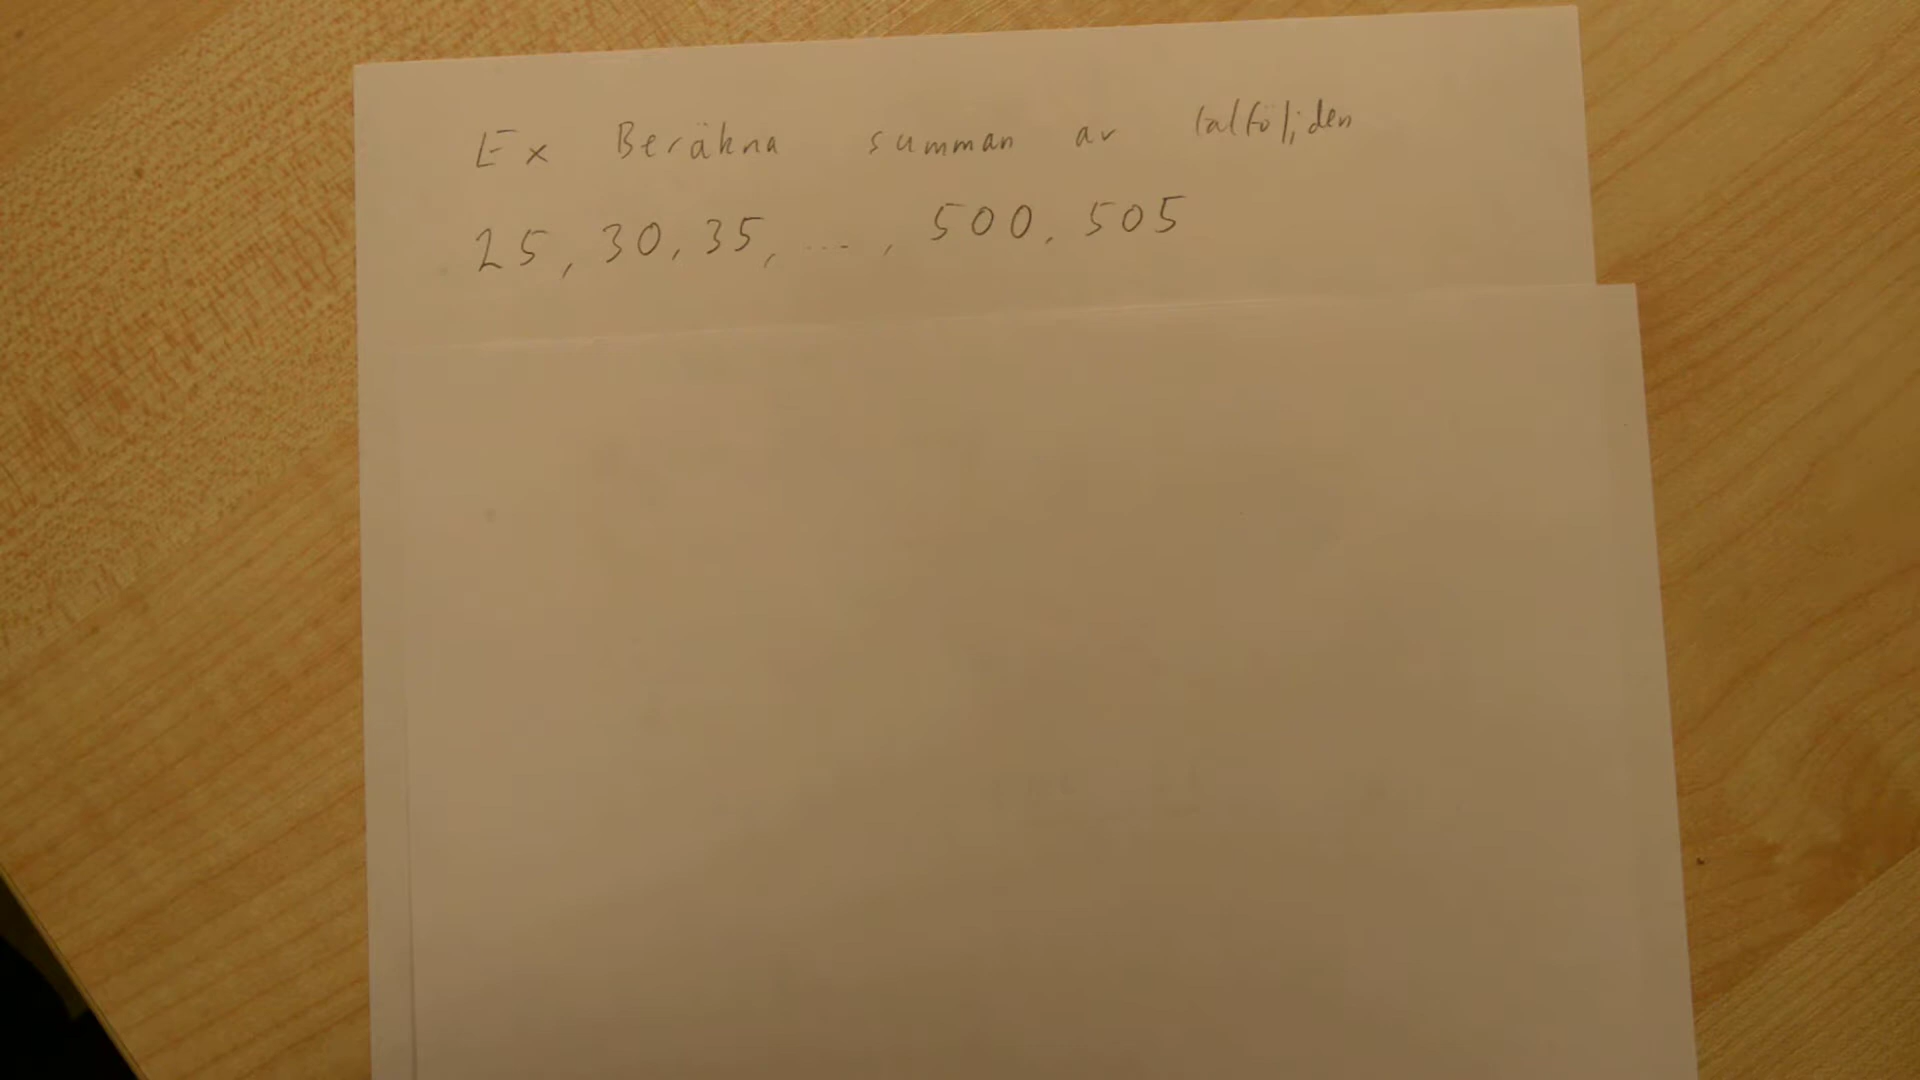 Ex Beräkna summan av talföljden
25, 30, 35, ... , 500, 505